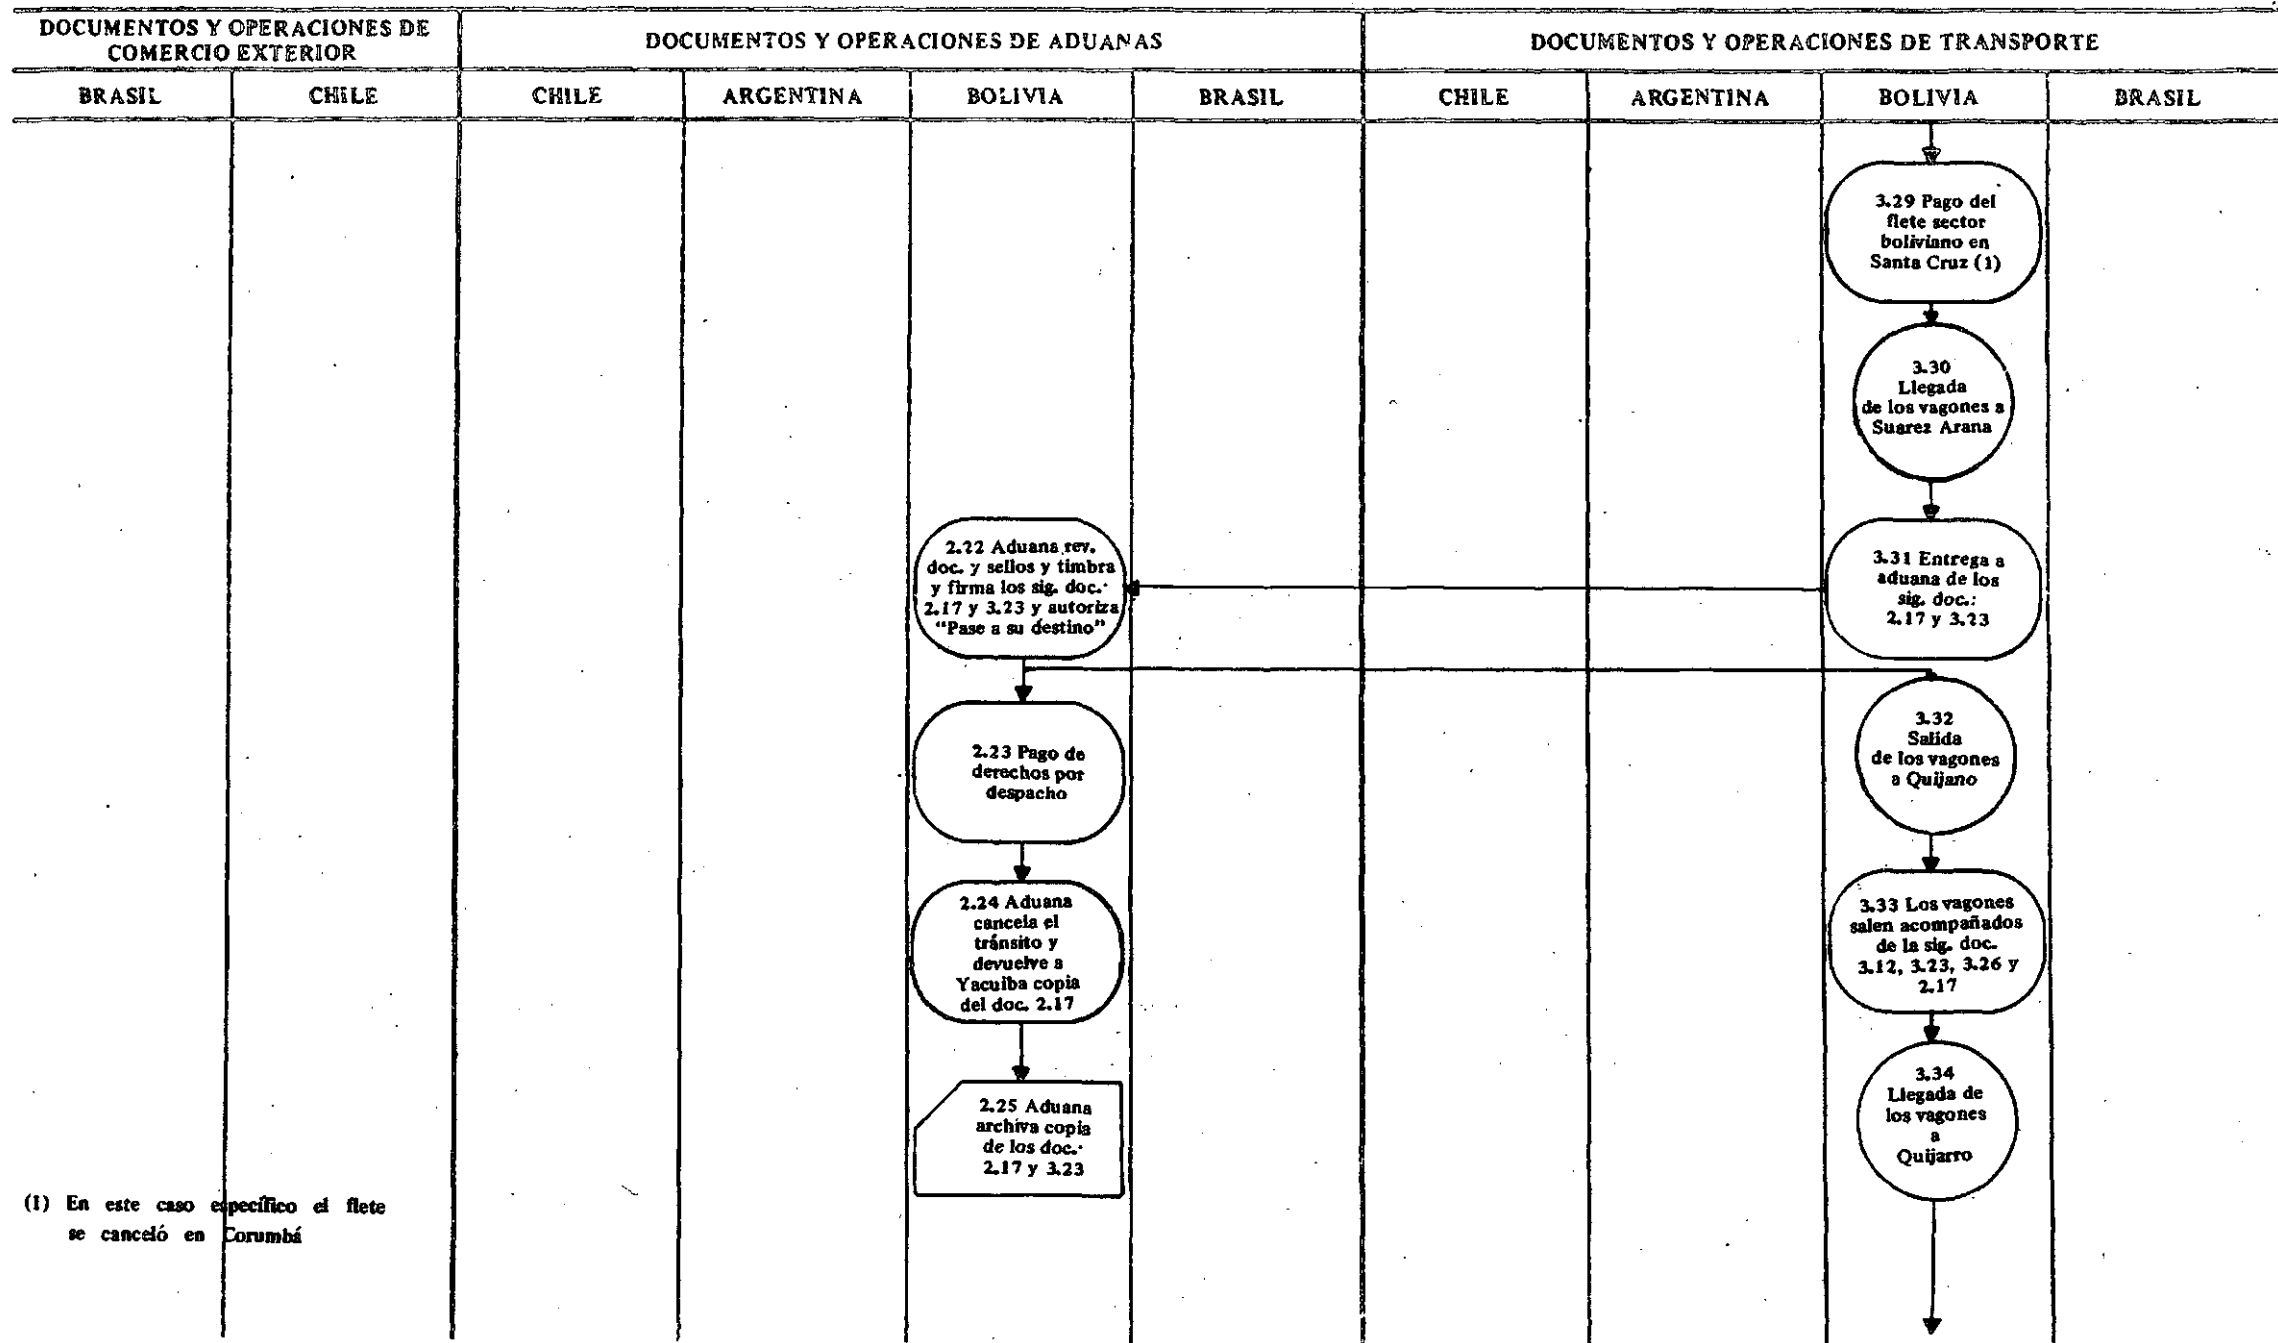 DOCUMENTOS Y OPERACIONES DE
COMERCIO EXTERIOR
DOCUMENTOS Y OPERACIONES DE ADUANAS
DOCUMENTOS Y OPERACIONES DE TRANSPORTE
BRASIL
CHILE
CHILE
ARGENTINA
BOLIVIA
BRASIL
CHILE
ARGENTINA
BOLIVIA
BRASIL
3.29 Pago del
flete sector
boliviano en
Santa Cruz (1)
3.30
Llegada
de los vagones a
Suarez Arana
2.22 Aduana rev.
doc. y sellos y timbra
y firma los sig. doc.:
2.17 y 3.23 y autoriza
“Pase a su destino”
3.31 Entrega a
aduana de los
sig. doc.:
2.17 y 3.23
2.23 Pago de
derechos por
despacho
3.32
Salida
de los vagones
a Quijano
2.24 Aduana
cancela el
tránsito y
devuelve a
Yacuiba copia
del doc. 2.17
3.33 Los vagones
salen acompañados
de la sig. doc.
3.12, 3.23, 3.26 y
2.17
2.25 Aduana
archiva copia
de los doc.:
2.17 y 3.23
3.34
Llegada de
los vagones
a
Quijarro
(1) En este caso específico el flete
se canceló en Corumbá